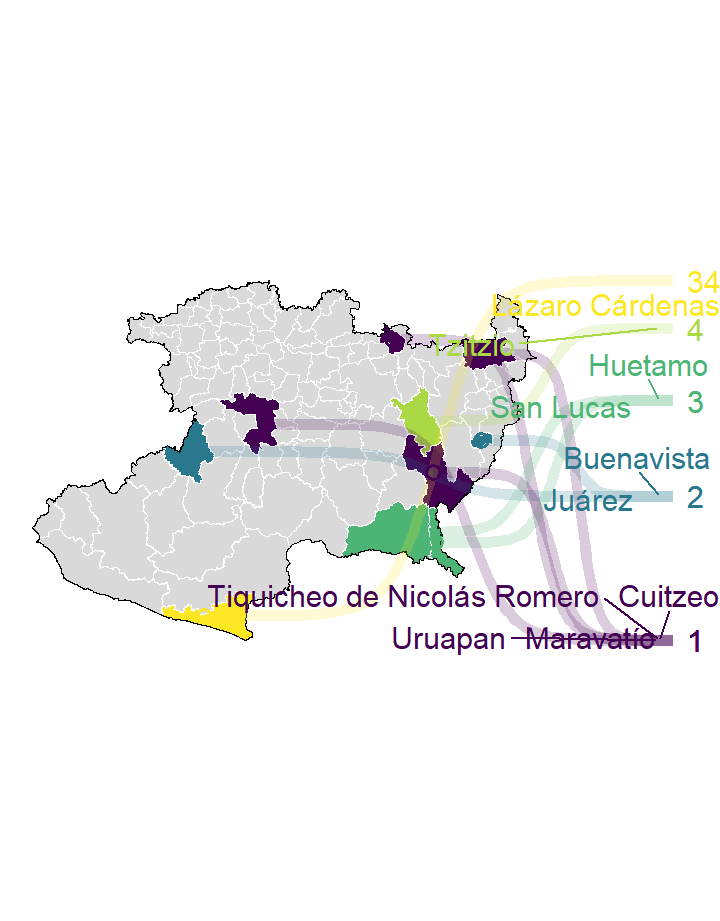 34
Lázaro Cárdenas
Tzitzio 4
Huetamo
San Lucas 3
Buenavista
Juárez 2
Tiquicheo de Nicolás Romero Cuitzeo
Uruapan Maravatío 1